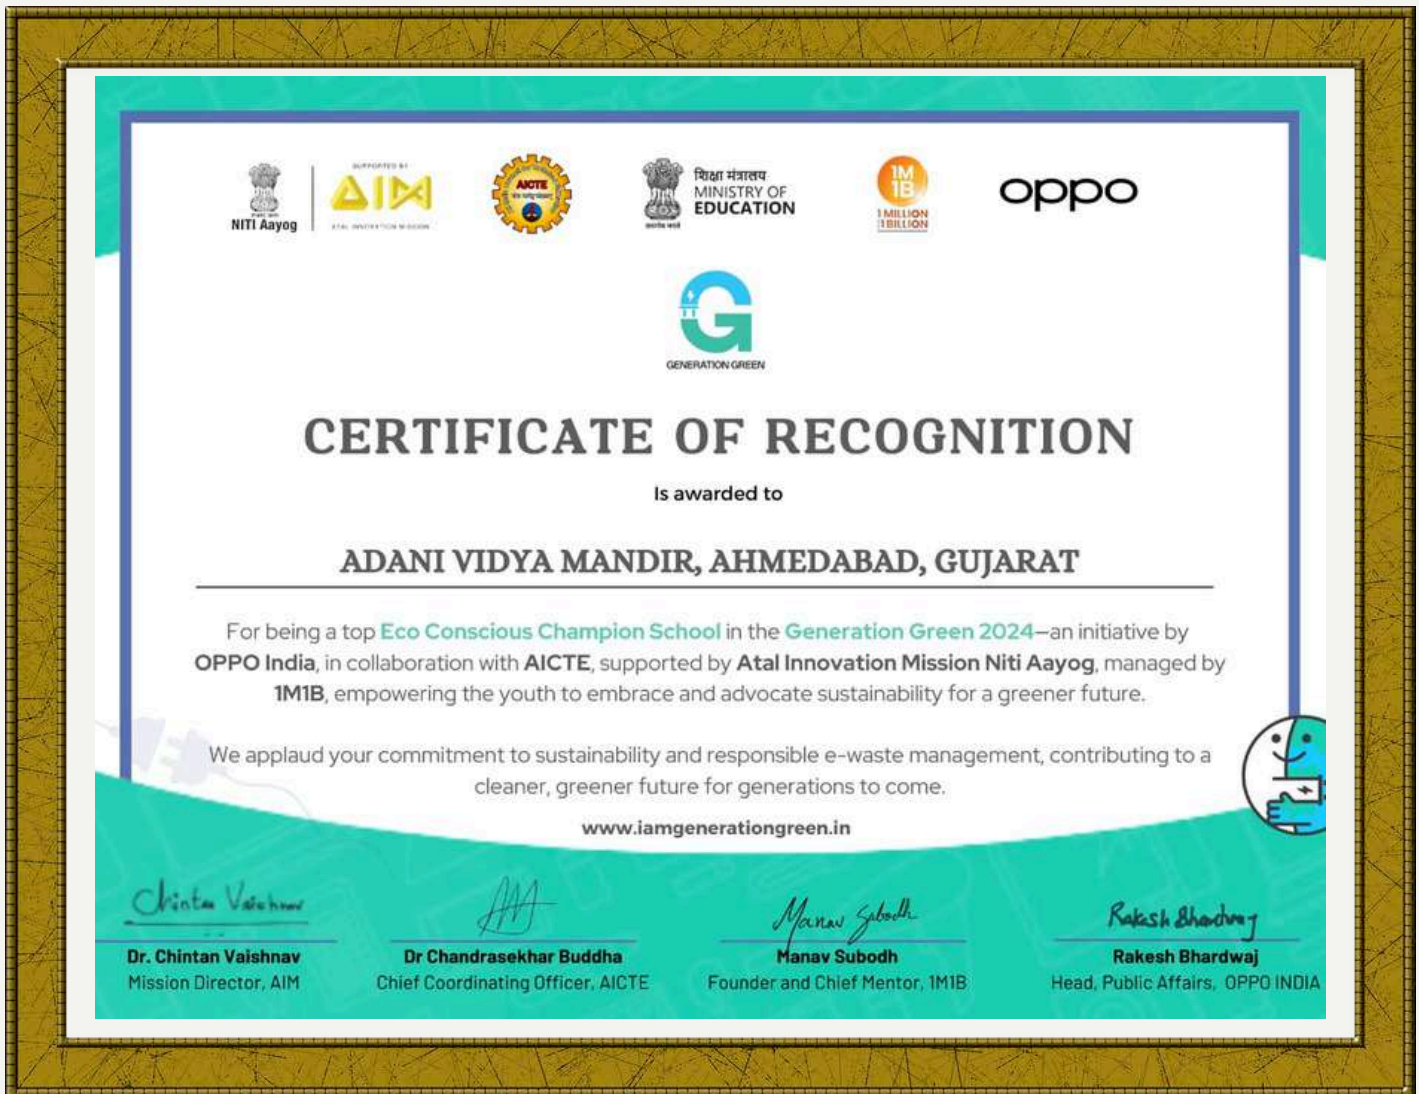 NITI Aayog
SUPPORTED BY
AIM
ATAL INNOVATION MISSION
AICTE
शिक्षा मंत्रालय
MINISTRY OF
EDUCATION
1M
1B
1 MILLION
1 BILLION
oppo
G
GENERATION GREEN
CERTIFICATE OF RECOGNITION
Is awarded to
ADANI VIDYA MANDIR, AHMEDABAD, GUJARAT
For being a top Eco Conscious Champion School in the Generation Green 2024—an initiative by
OPPO India, in collaboration with AICTE, supported by Atal Innovation Mission Niti Aayog, managed by
1M1B, empowering the youth to embrace and advocate sustainability for a greener future.
We applaud your commitment to sustainability and responsible e-waste management, contributing to a
cleaner, greener future for generations to come.
www.iamgenerationgreen.in
Chintan Vaishnav
Manav Subodh
Rakesh Bhardwaj
Dr. Chintan Vaishnav
Mission Director, AIM
Dr Chandrasekhar Buddha
Chief Coordinating Officer, AICTE
Manav Subodh
Founder and Chief Mentor, 1M1B
Rakesh Bhardwaj
Head, Public Affairs, OPPO INDIA